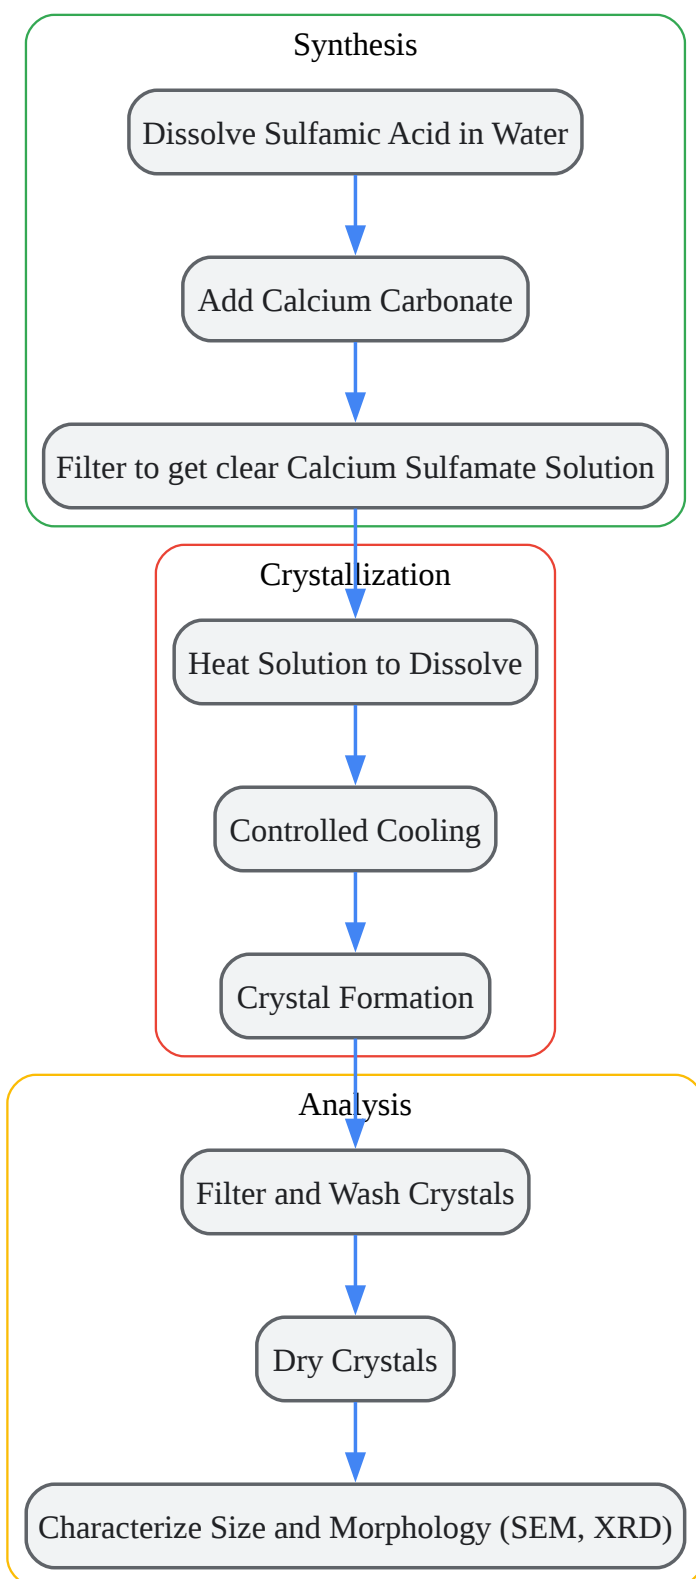 Synthesis
Dissolve Sulfamic Acid in Water
Add Calcium Carbonate
Filter to get clear Calcium Sulfamate Solution
Crystallization
Heat Solution to Dissolve
Controlled Cooling
Crystal Formation
Analysis
Filter and Wash Crystals
Dry Crystals
Characterize Size and Morphology (SEM, XRD)